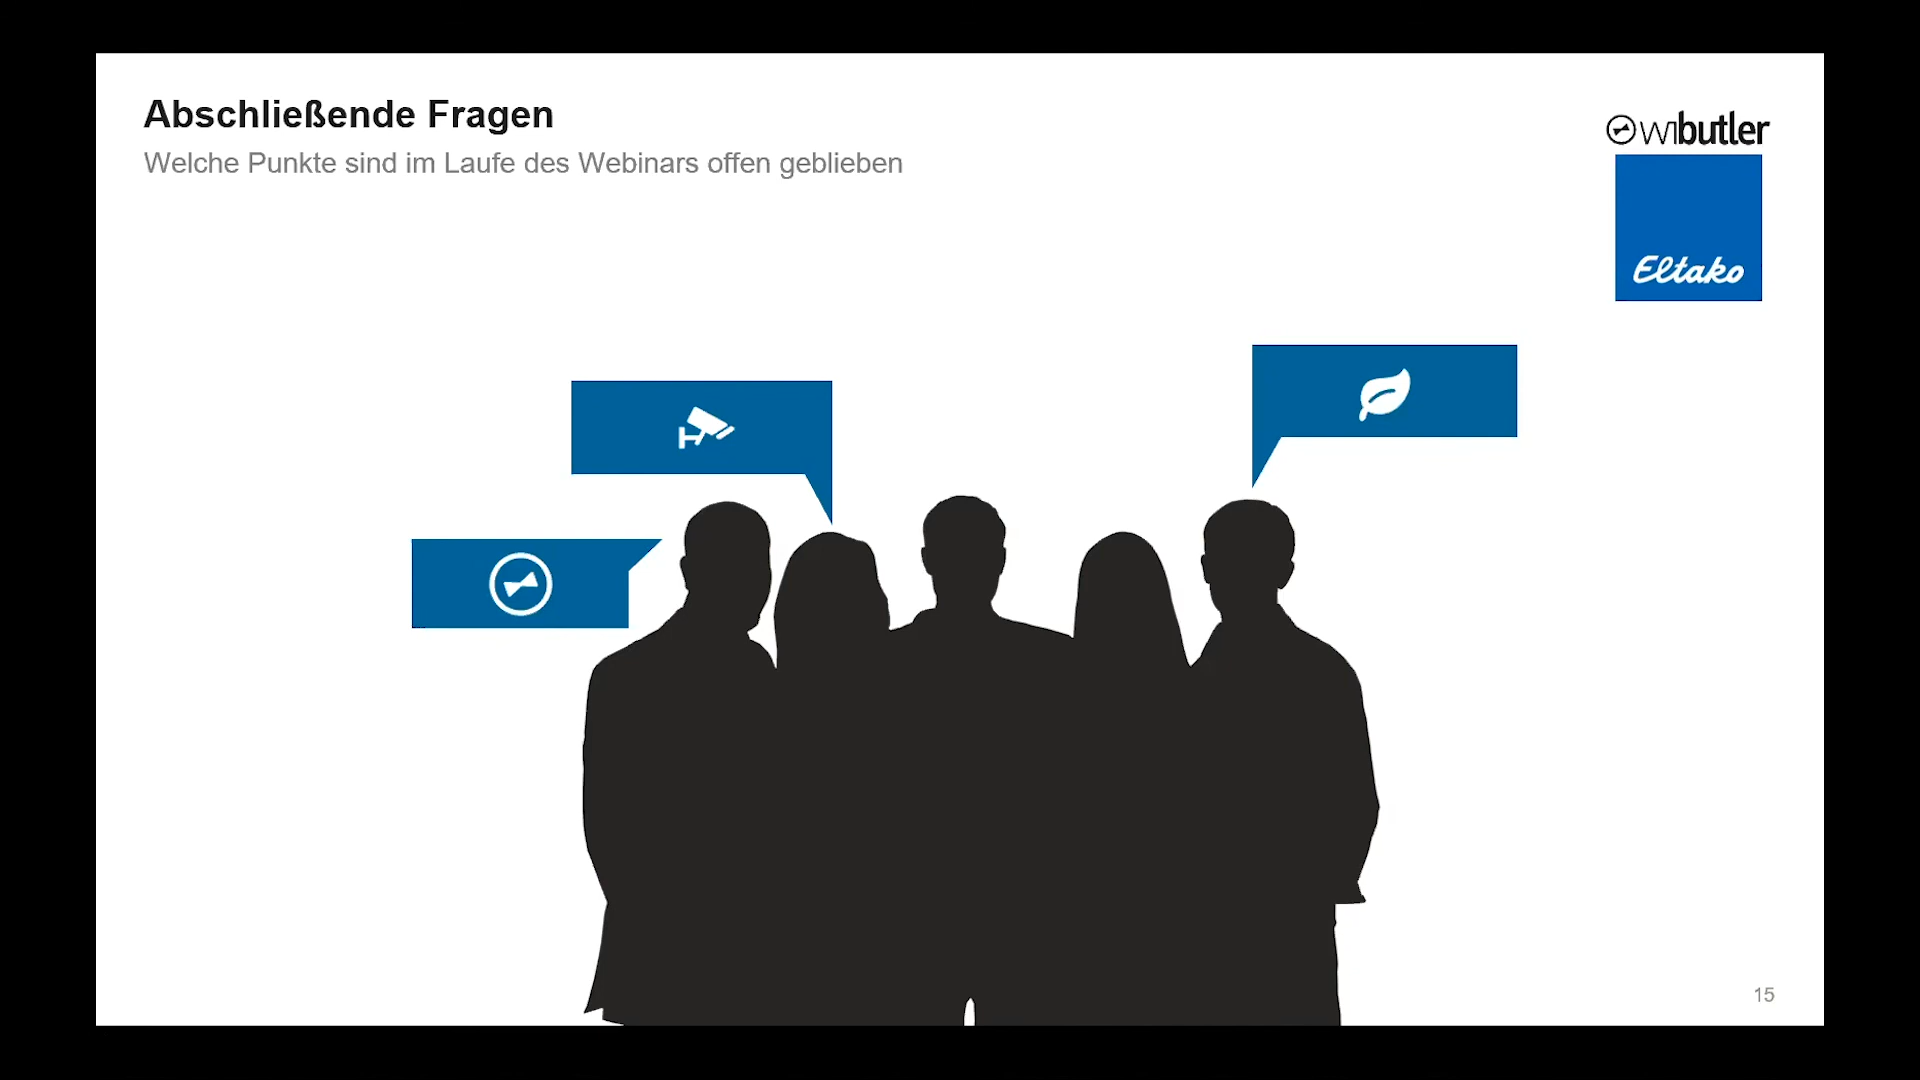 Abschließende Fragen
Welche Punkte sind im Laufe des Webinars offen geblieben
wibutler
Eltako
15